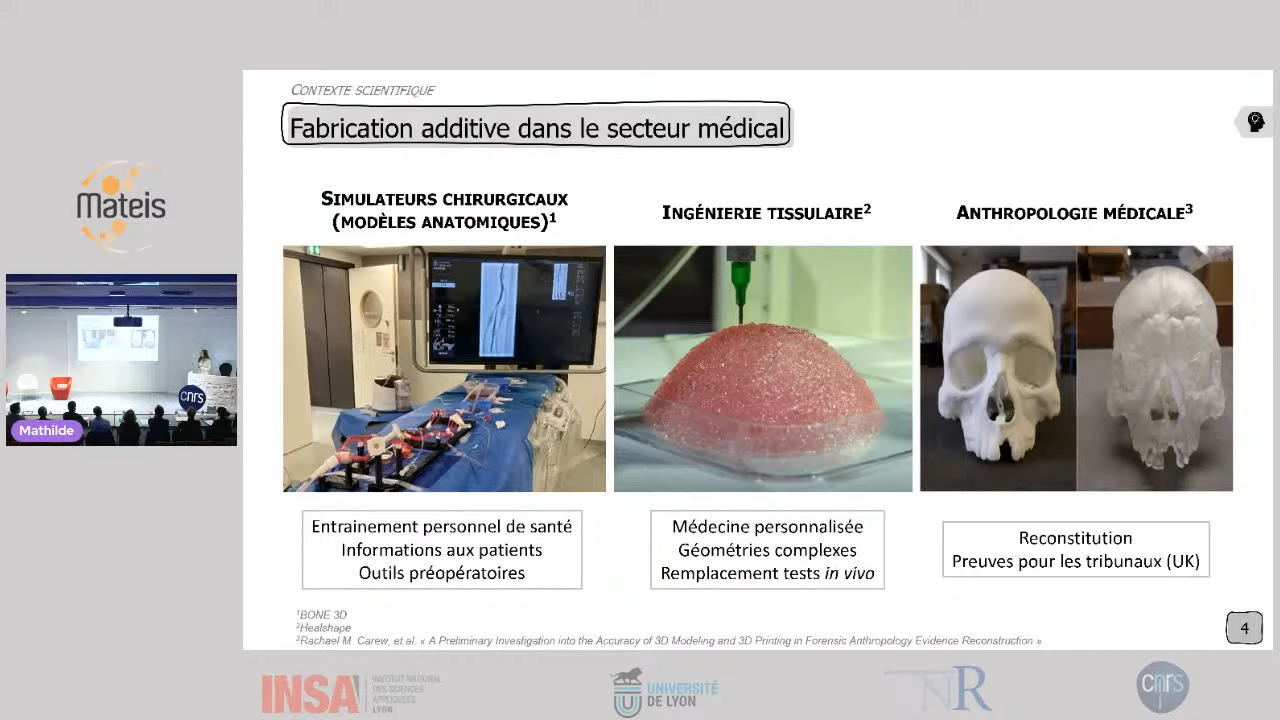 CONTEXTE SCIENTIFIQUE
Fabrication additive dans le secteur médical
SIMULATEURS CHIRURGICAUX
(MODÈLES ANATOMIQUES)¹
INGÉNIERIE TISSULAIRE²
ANTHROPOLOGIE MÉDICALE³
Entrainement personnel de santé
Informations aux patients
Outils préopératoires
Médecine personnalisée
Géométries complexes
Remplacement tests in vivo
Reconstitution
Preuves pour les tribunaux (UK)
¹BONE 3D
²Healshape
³Rachael M. Carew, et al. « A Preliminary Investigation into the Accuracy of 3D Modeling and 3D Printing in Forensic Anthropology Evidence Reconstruction »
4
Mateis
cnrs
Mathilde
INSA
INSTITUT NATIONAL
DES SCIENCES
APPLIQUÉES
LYON
UNIVERSITÉ
DE LYON
NR
cnrs